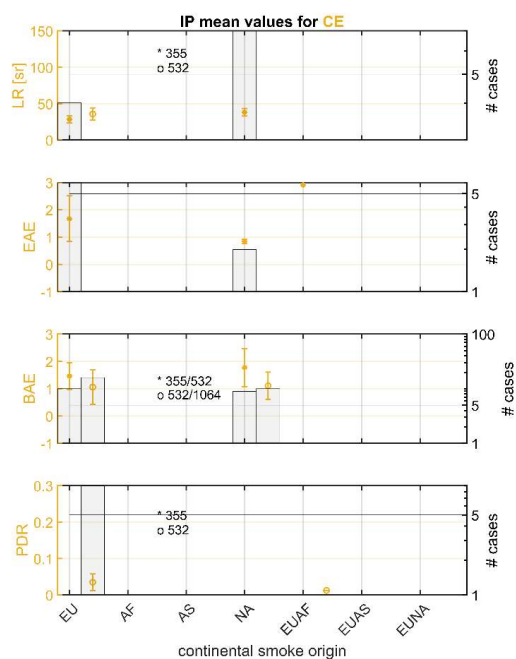 IP mean values for CE
150
100
50
0
LR [sr]
* 355
o 532
5
# cases
3
2
1
0
-1
EAE
5
1
# cases
3
2
1
0
-1
BAE
* 355/532
o 532/1064
100
5
1
# cases
0.3
0.2
0.1
0
PDR
* 355
o 532
5
1
# cases
EU AF AS NA EUAF EUAS EUNA
continental smoke origin